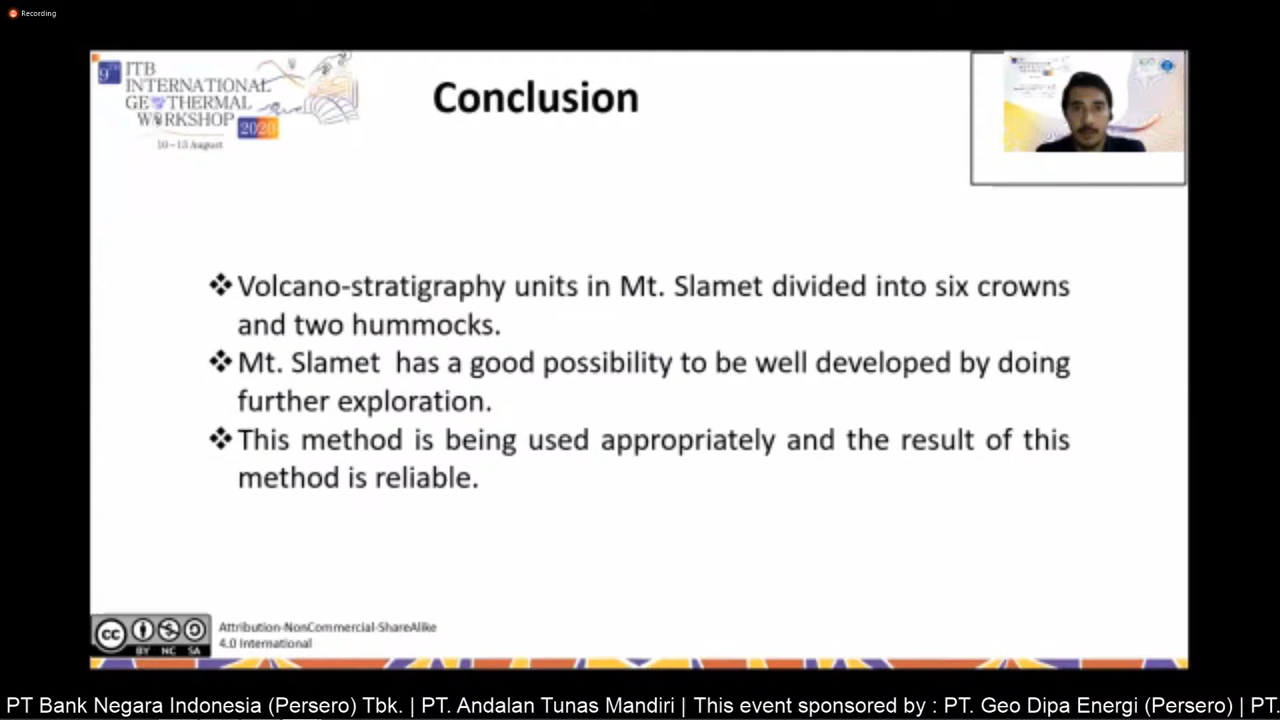 Recording
9TH ITB
INTERNATIONAL
GEOTHERMAL
WORKSHOP 2020
10-13 August
Conclusion
❖Volcano-stratigraphy units in Mt. Slamet divided into six crowns
and two hummocks.
❖Mt. Slamet has a good possibility to be well developed by doing
further exploration.
❖This method is being used appropriately and the result of this
method is reliable.
CC BY NC SA
Attribution-NonCommercial-ShareAlike
4.0 International
PT Bank Negara Indonesia (Persero) Tbk. | PT. Andalan Tunas Mandiri | This event sponsored by : PT. Geo Dipa Energi (Persero) | PT.